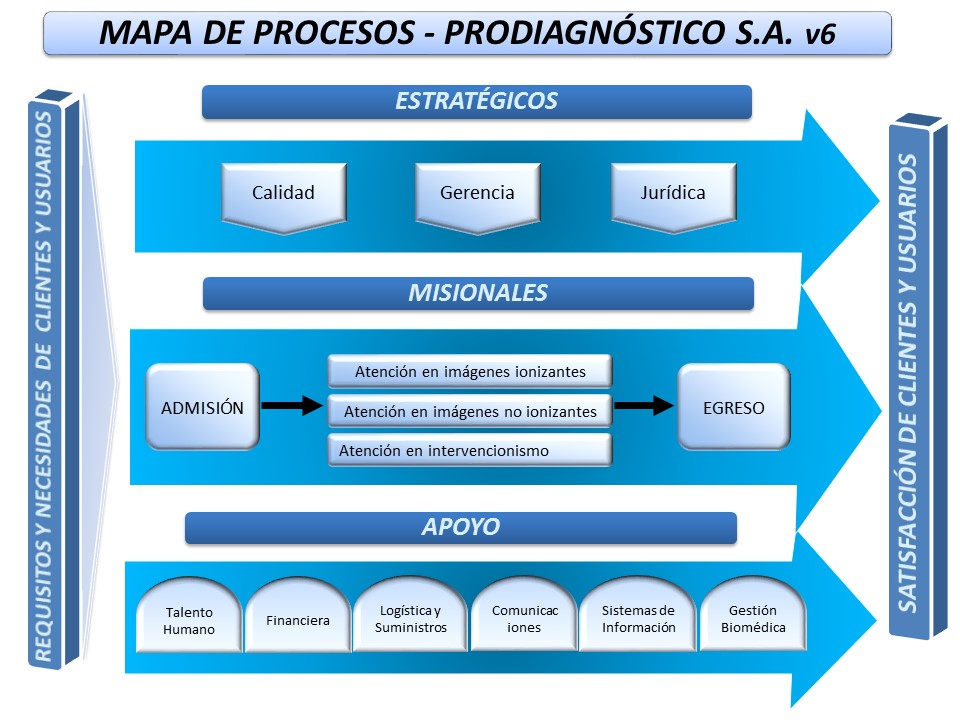 MAPA DE PROCESOS - PRODIAGNÓSTICO S.A. v6
REQUISITOS Y NECESIDADES DE CLIENTES Y USUARIOS
ESTRATÉGICOS
Calidad
Gerencia
Jurídica
MISIONALES
ADMISIÓN
Atención en imágenes ionizantes
Atención en imágenes no ionizantes
Atención en intervencionismo
EGRESO
APOYO
Talento
Humano
Financiera
Logística y
Suministros
Comunicac
iones
Sistemas de
Información
Gestión
Biomédica
SATISFACCIÓN DE CLIENTES Y USUARIOS